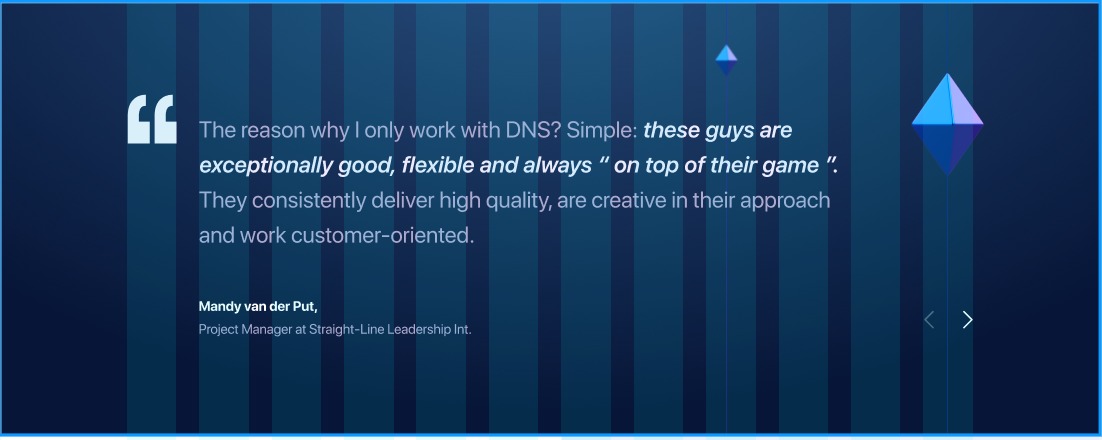 “
The reason why I only work with DNS? Simple: these guys are
exceptionally good, flexible and always “ on top of their game ”.
They consistently deliver high quality, are creative in their approach
and work customer-oriented.
Mandy van der Put,
Project Manager at Straight-Line Leadership Int.